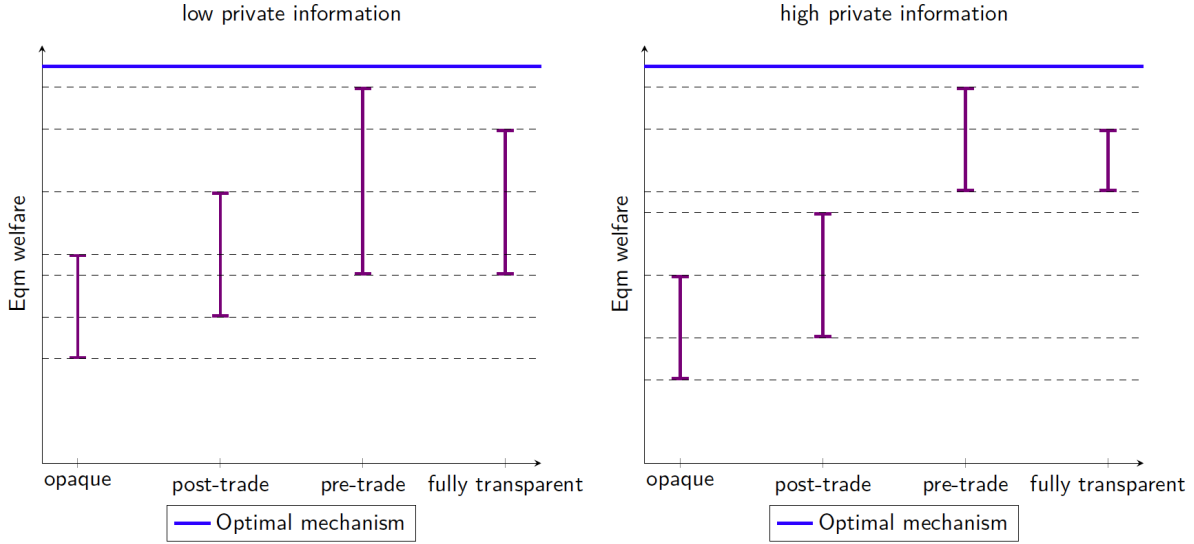 low private information
Eqm welfare
opaque
post-trade
pre-trade
fully transparent
Optimal mechanism
high private information
Eqm welfare
opaque
post-trade
pre-trade
fully transparent
Optimal mechanism